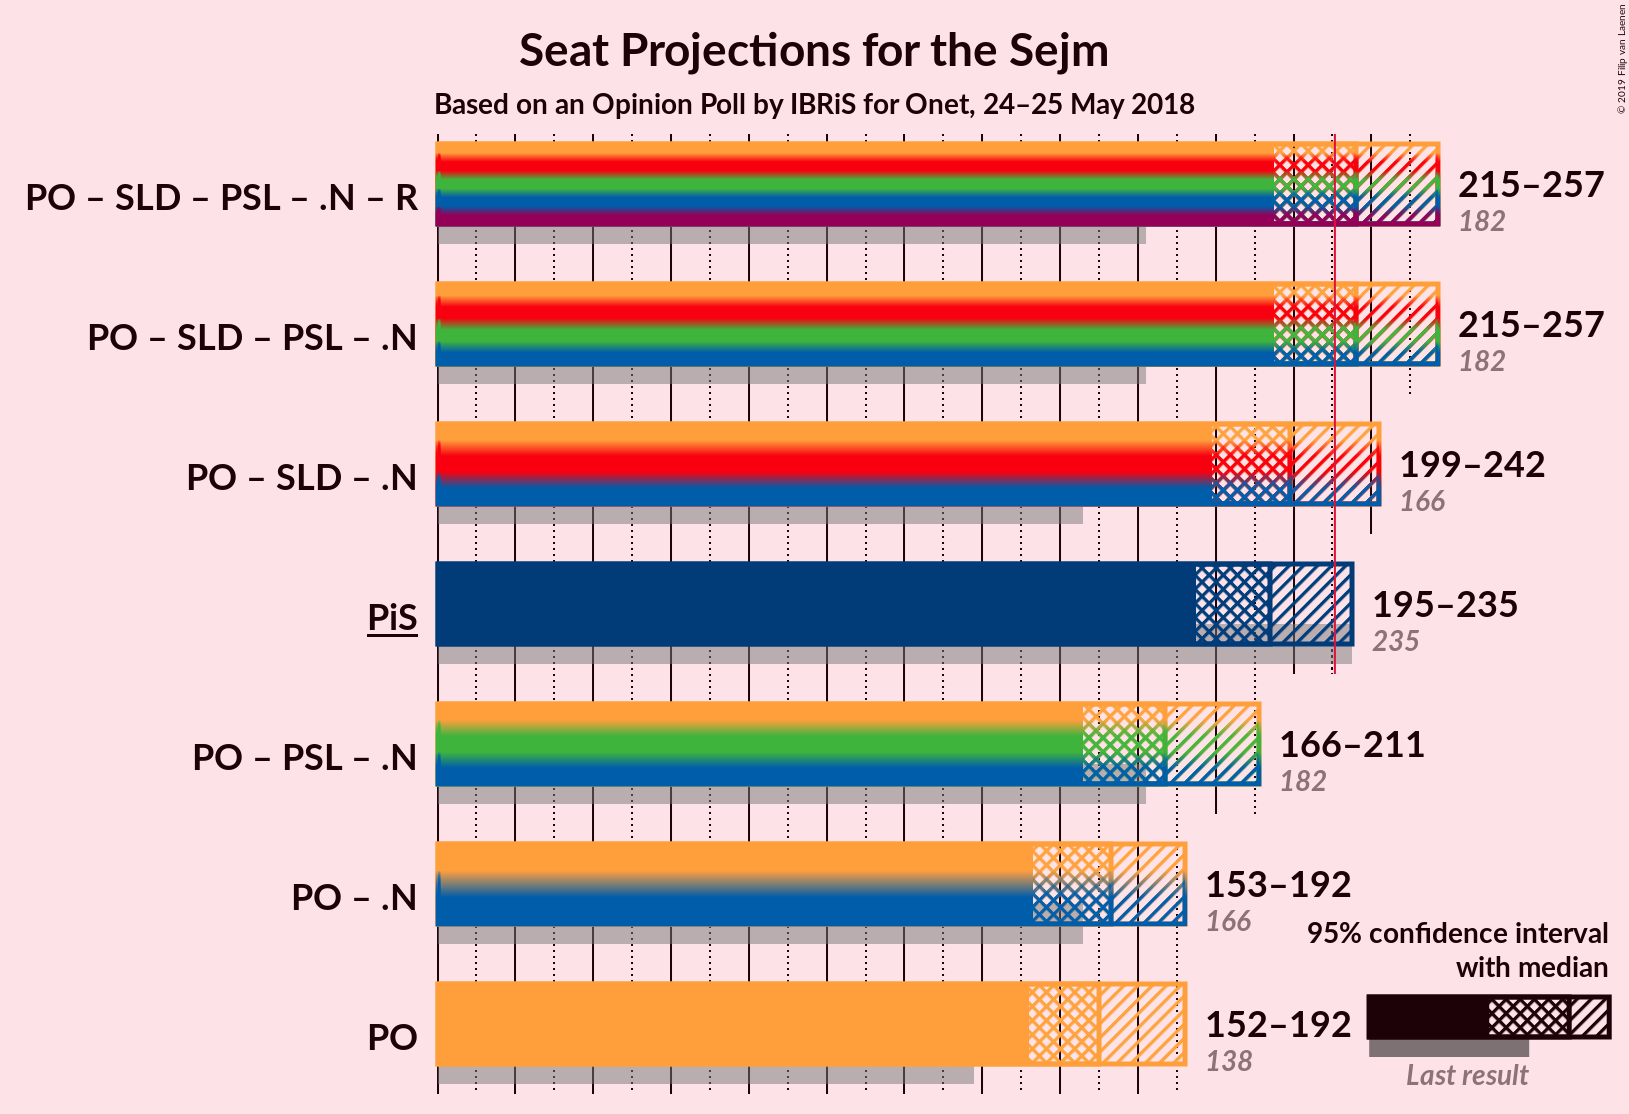 Seat Projections for the Sejm
Based on an Opinion Poll by IBRiS for Onet, 24–25 May 2018
© 2019 Filip van Laenen
PO – SLD – PSL – .N – R
215–257
182
PO – SLD – PSL – .N
215–257
182
PO – SLD – .N
199–242
166
PiS
195–235
235
PO – PSL – .N
166–211
182
PO – .N
153–192
166
PO
152–192
138
95% confidence interval
with median
Last result